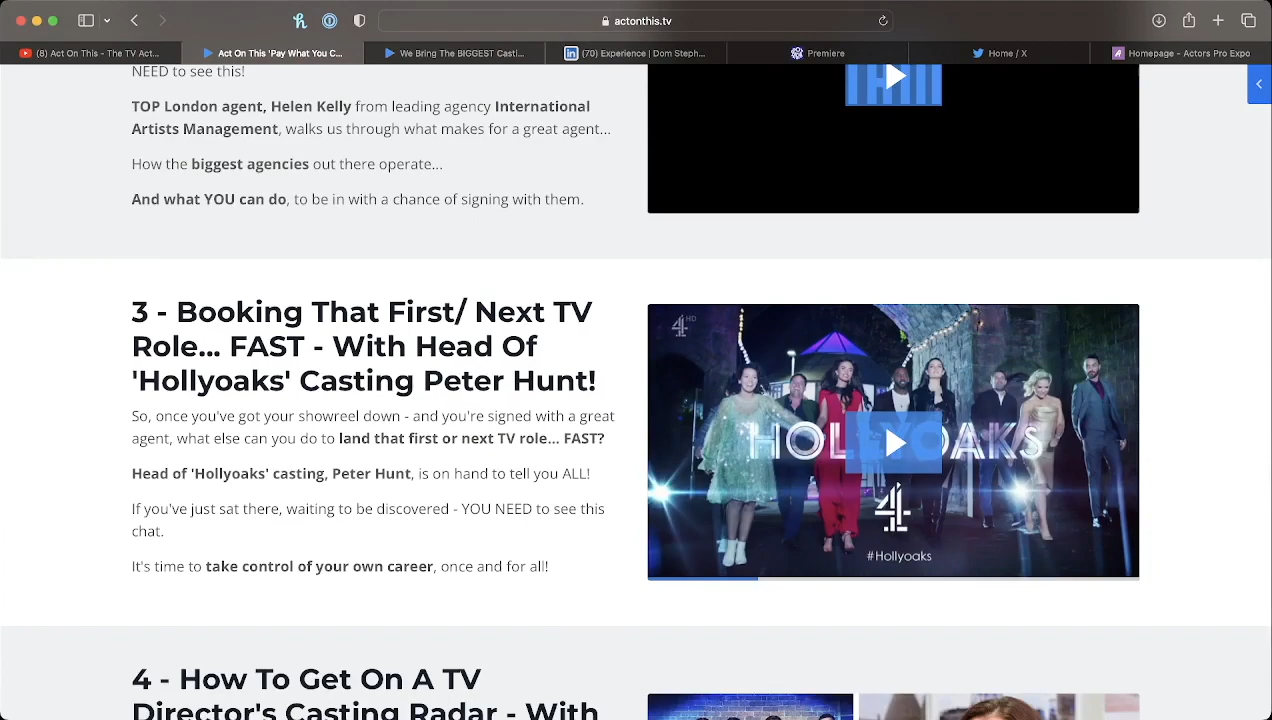 actonthis.tv
(8) Act On This - The TV Act...
Act On This 'Pay What You C...
We Bring The BIGGEST Casti...
(70) Experience | Dom Steph...
Premiere
Home / X
Homepage - Actors Pro Expo
NEED to see this!
TOP London agent, Helen Kelly from leading agency International
Artists Management, walks us through what makes for a great agent...
How the biggest agencies out there operate...
And what YOU can do, to be in with a chance of signing with them.
3 - Booking That First/ Next TV
Role... FAST - With Head Of
'Hollyoaks' Casting Peter Hunt!
So, once you've got your showreel down - and you're signed with a great
agent, what else can you do to land that first or next TV role... FAST?
Head of 'Hollyoaks' casting, Peter Hunt, is on hand to tell you ALL!
If you've just sat there, waiting to be discovered - YOU NEED to see this
chat.
It's time to take control of your own career, once and for all!
4 HD
HOLLYOAKS
4
#Hollyoaks
4 - How To Get On A TV
Director's Casting Radar - With